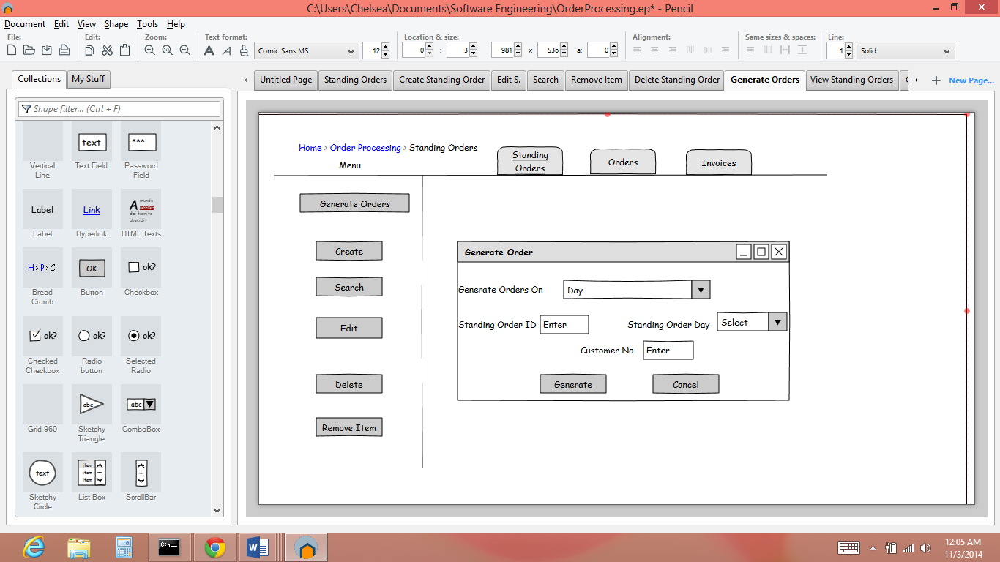 C:\Users\Chelsea\Documents\Software Engineering\OrderProcessing.ep* - Pencil
Document Edit View Shape Tools Help
File: Edit: Zoom: Text format: Location & size: Alignment: Same sizes & spaces: Line:
Comic Sans MS 12 0 : 3 981 x 536 a: 0 1 Solid
Collections My Stuff
Untitled Page Standing Orders Create Standing Order Edit S. Search Remove Item Delete Standing Order Generate Orders View Standing Orders New Page...
Shape filter... (Ctrl + F)
text ***
Vertical Line
Text Field
Password Field
Label Link A mundu magine dei tannito abucidit
Label Hyperlink HTML Texts
H>P>C OK ok?
Bread Crumb
Button
Checkbox
ok? ok? ok?
Checked Checkbox
Radio button
Selected Radio
abc abc
Grid 960
Sketchy Triangle
ComboBox
text item item item
Sketchy Circle
List Box
ScrollBar
Home > Order Processing > Standing Orders
Menu
Standing Orders
Orders
Invoices
Generate Orders
Create
Search
Edit
Delete
Remove Item
Generate Order
Generate Orders On Day
Standing Order ID Enter Standing Order Day Select
Customer No Enter
Generate Cancel
C:\._
12:05 AM
11/3/2014